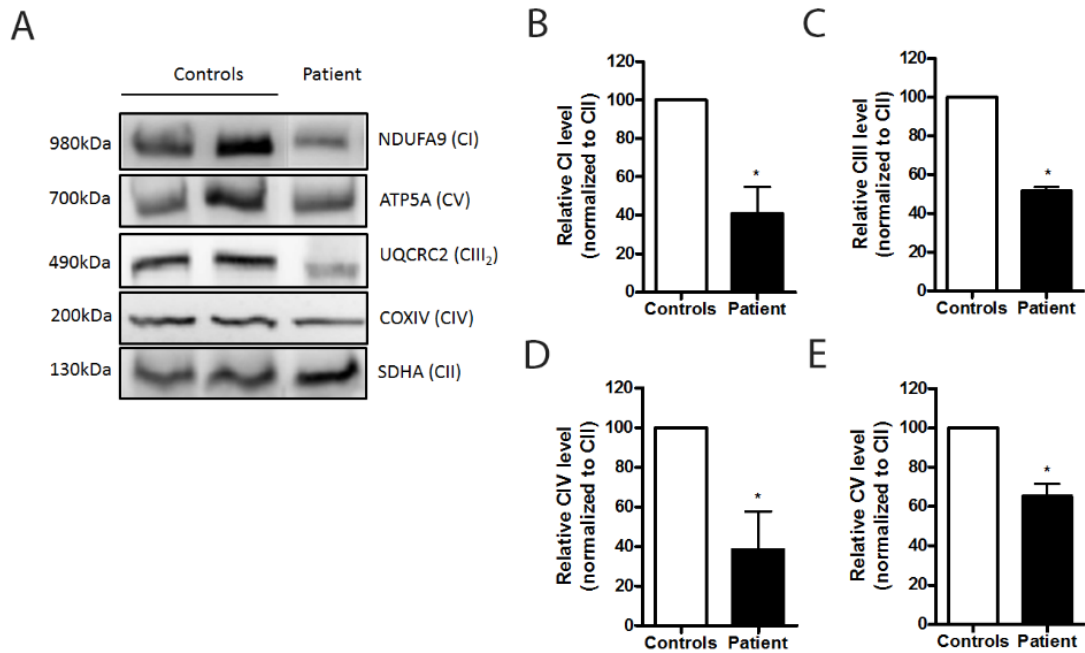 A
Controls
Patient
980kDa
NDUFA9 (CI)
700kDa
ATP5A (CV)
490kDa
UQCRC2 (CIII₂)
200kDa
COXIV (CIV)
130kDa
SDHA (CII)
B
Relative CI level
(normalized to CII)
120
100
80
60
40
20
0
*
Controls
Patient
C
Relative CIII level
(normalized to CII)
120
100
80
60
40
20
0
*
Controls
Patient
D
Relative CIV level
(normalized to CII)
120
100
80
60
40
20
0
*
Controls
Patient
E
Relative CV level
(normalized to CII)
120
100
80
60
40
20
0
*
Controls
Patient